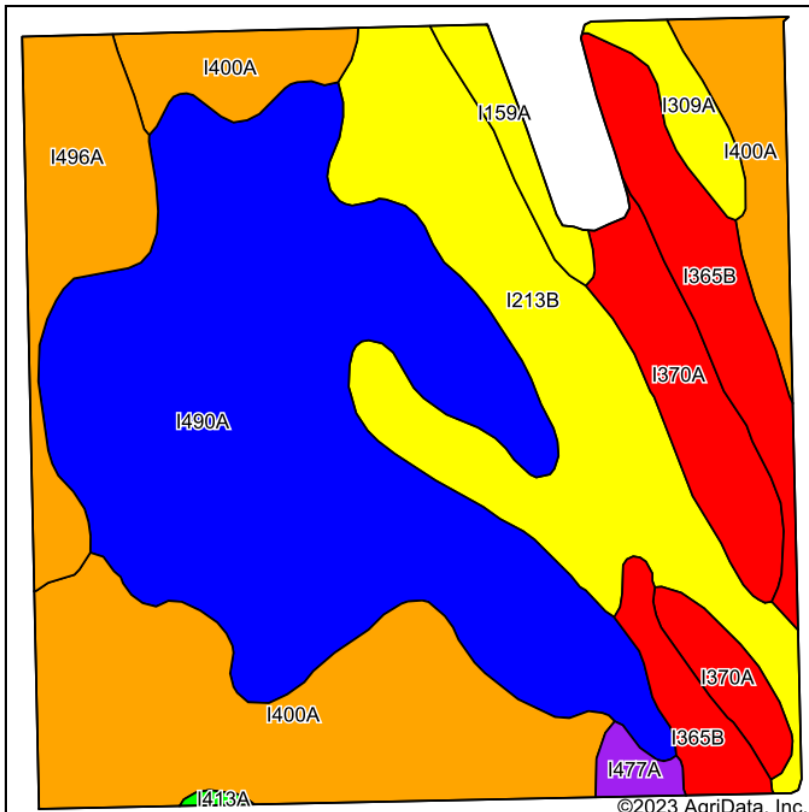 I400A
I159A
I309A
I496A
I400A
I365B
I213B
I370A
I490A
I370A
I400A
I365B
I477A
I413A
©2023 AgriData, Inc.